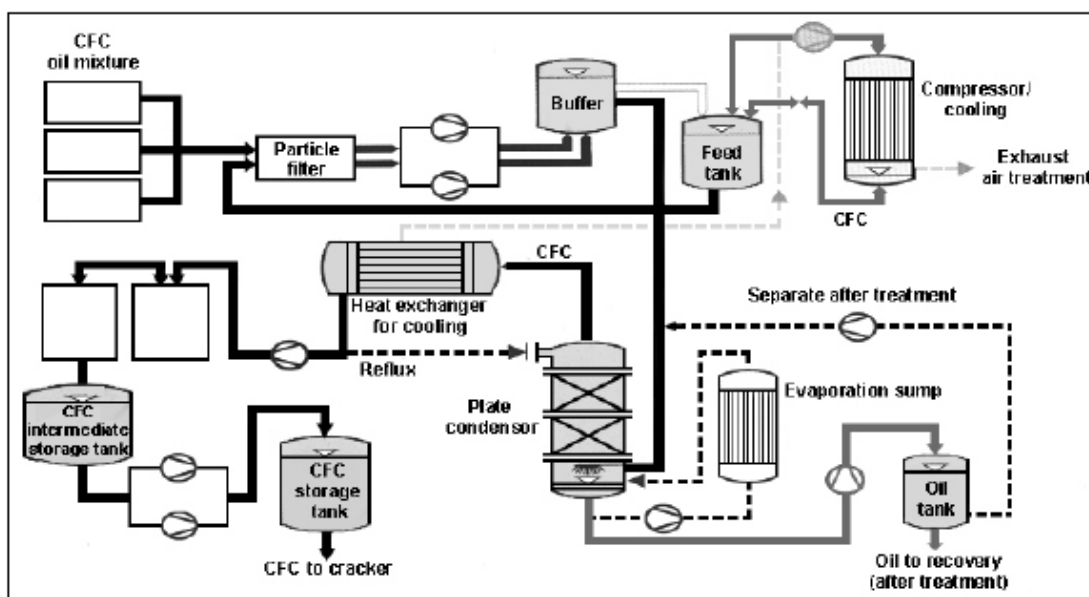 CFC
oil mixture
Buffer
Compressor/
cooling
Particle
filter
Feed
tank
Exhaust
air treatment
CFC
CFC
Heat exchanger
for cooling
Separate after treatment
Reflux
Evaporation sump
Plate
condensor
CFC
intermediate
storage tank
CFC
storage
tank
Oil
tank
CFC to cracker
Oil to recovery
(after treatment)